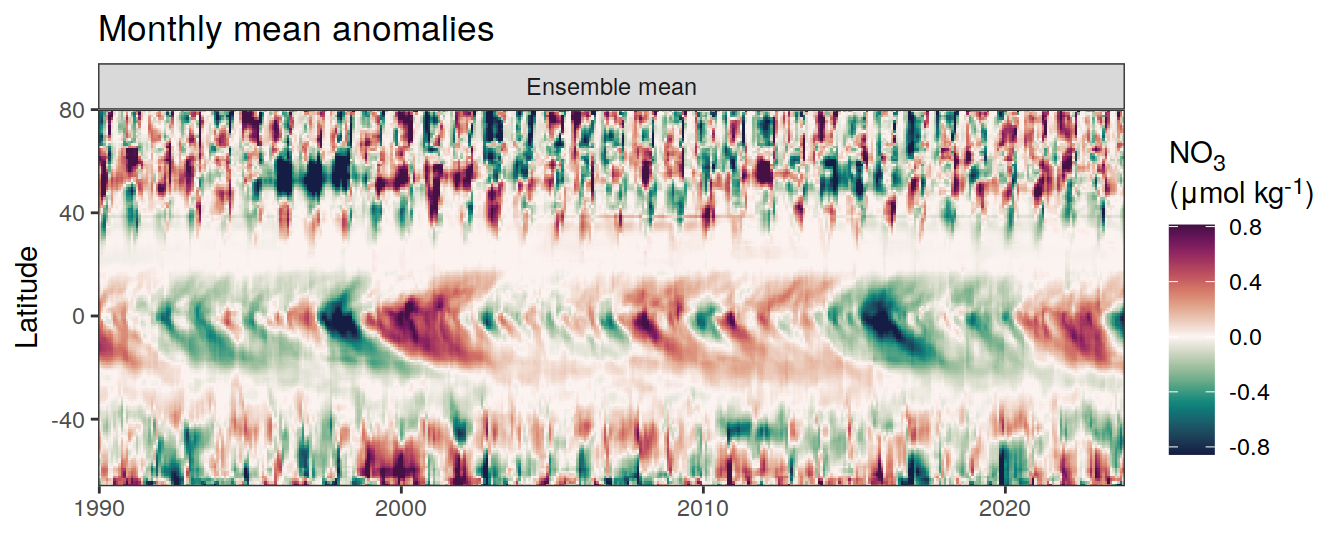 Monthly mean anomalies
Ensemble mean
80
40
0
-40
Latitude
1990
2000
2010
2020
NO₃
(μmol kg⁻¹)
0.8
0.4
0.0
-0.4
-0.8